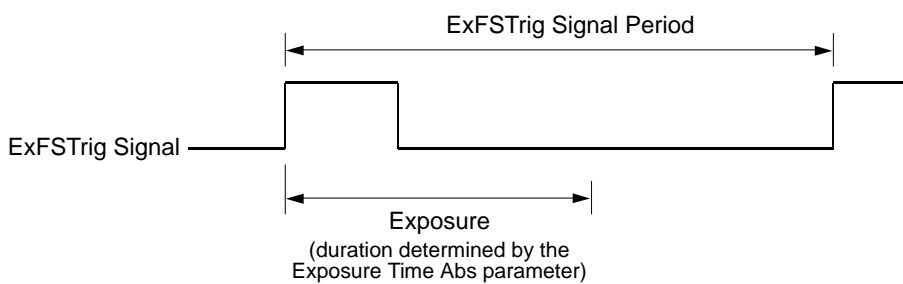 ExFSTrig Signal Period
ExFSTrig Signal
Exposure
(duration determined by the
Exposure Time Abs parameter)